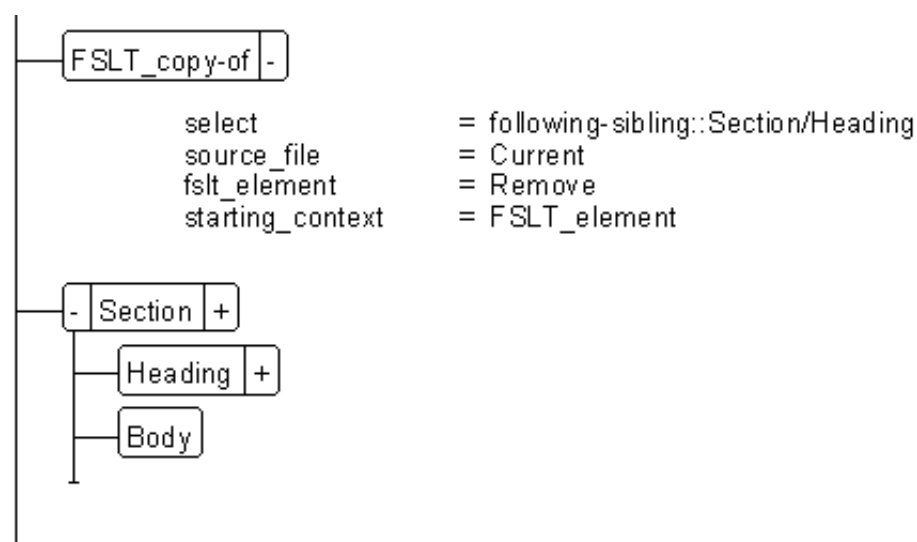 FSLT_copy-of -
select = following-sibling::Section/Heading
source_file = Current
fslt_element = Remove
starting_context = FSLT_element
- Section +
Heading +
Body